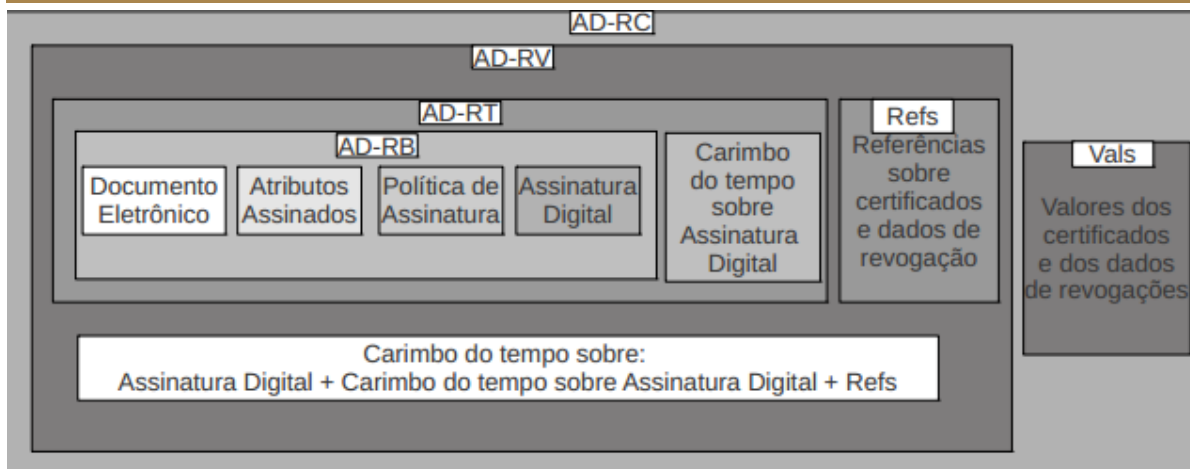 AD-RC
AD-RV
AD-RT
AD-RB
Documento
Eletrônico
Atributos
Assinados
Política de
Assinatura
Assinatura
Digital
Carimbo
do tempo
sobre
Assinatura
Digital
Refs
Referências
sobre
certificados
e dados de
revogação
Vals
Valores dos
certificados
e dos dados
de revogações
Carimbo do tempo sobre:
Assinatura Digital + Carimbo do tempo sobre Assinatura Digital + Refs